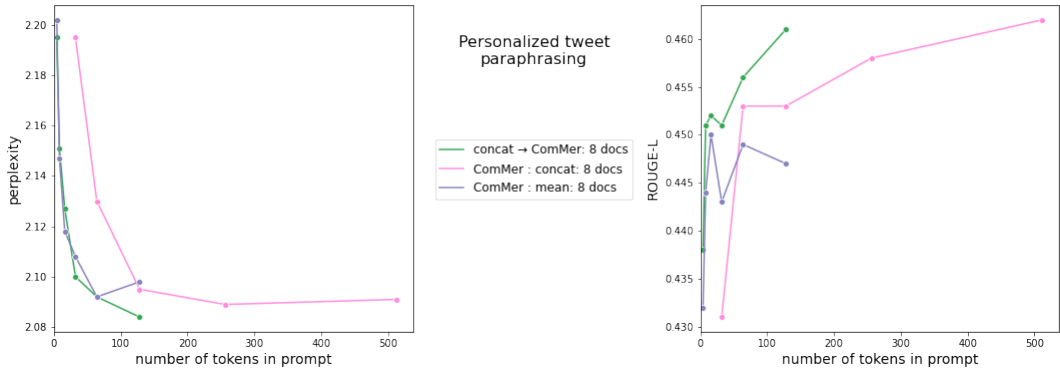 2.20
2.18
2.16
2.14
2.12
2.10
2.08
perplexity
0
100
200
300
400
500
number of tokens in prompt
Personalized tweet
paraphrasing
concat → ComMer: 8 docs
ComMer : concat: 8 docs
ComMer : mean: 8 docs
0.460
0.455
0.450
0.445
0.440
0.435
0.430
ROUGE-L
0
100
200
300
400
500
number of tokens in prompt